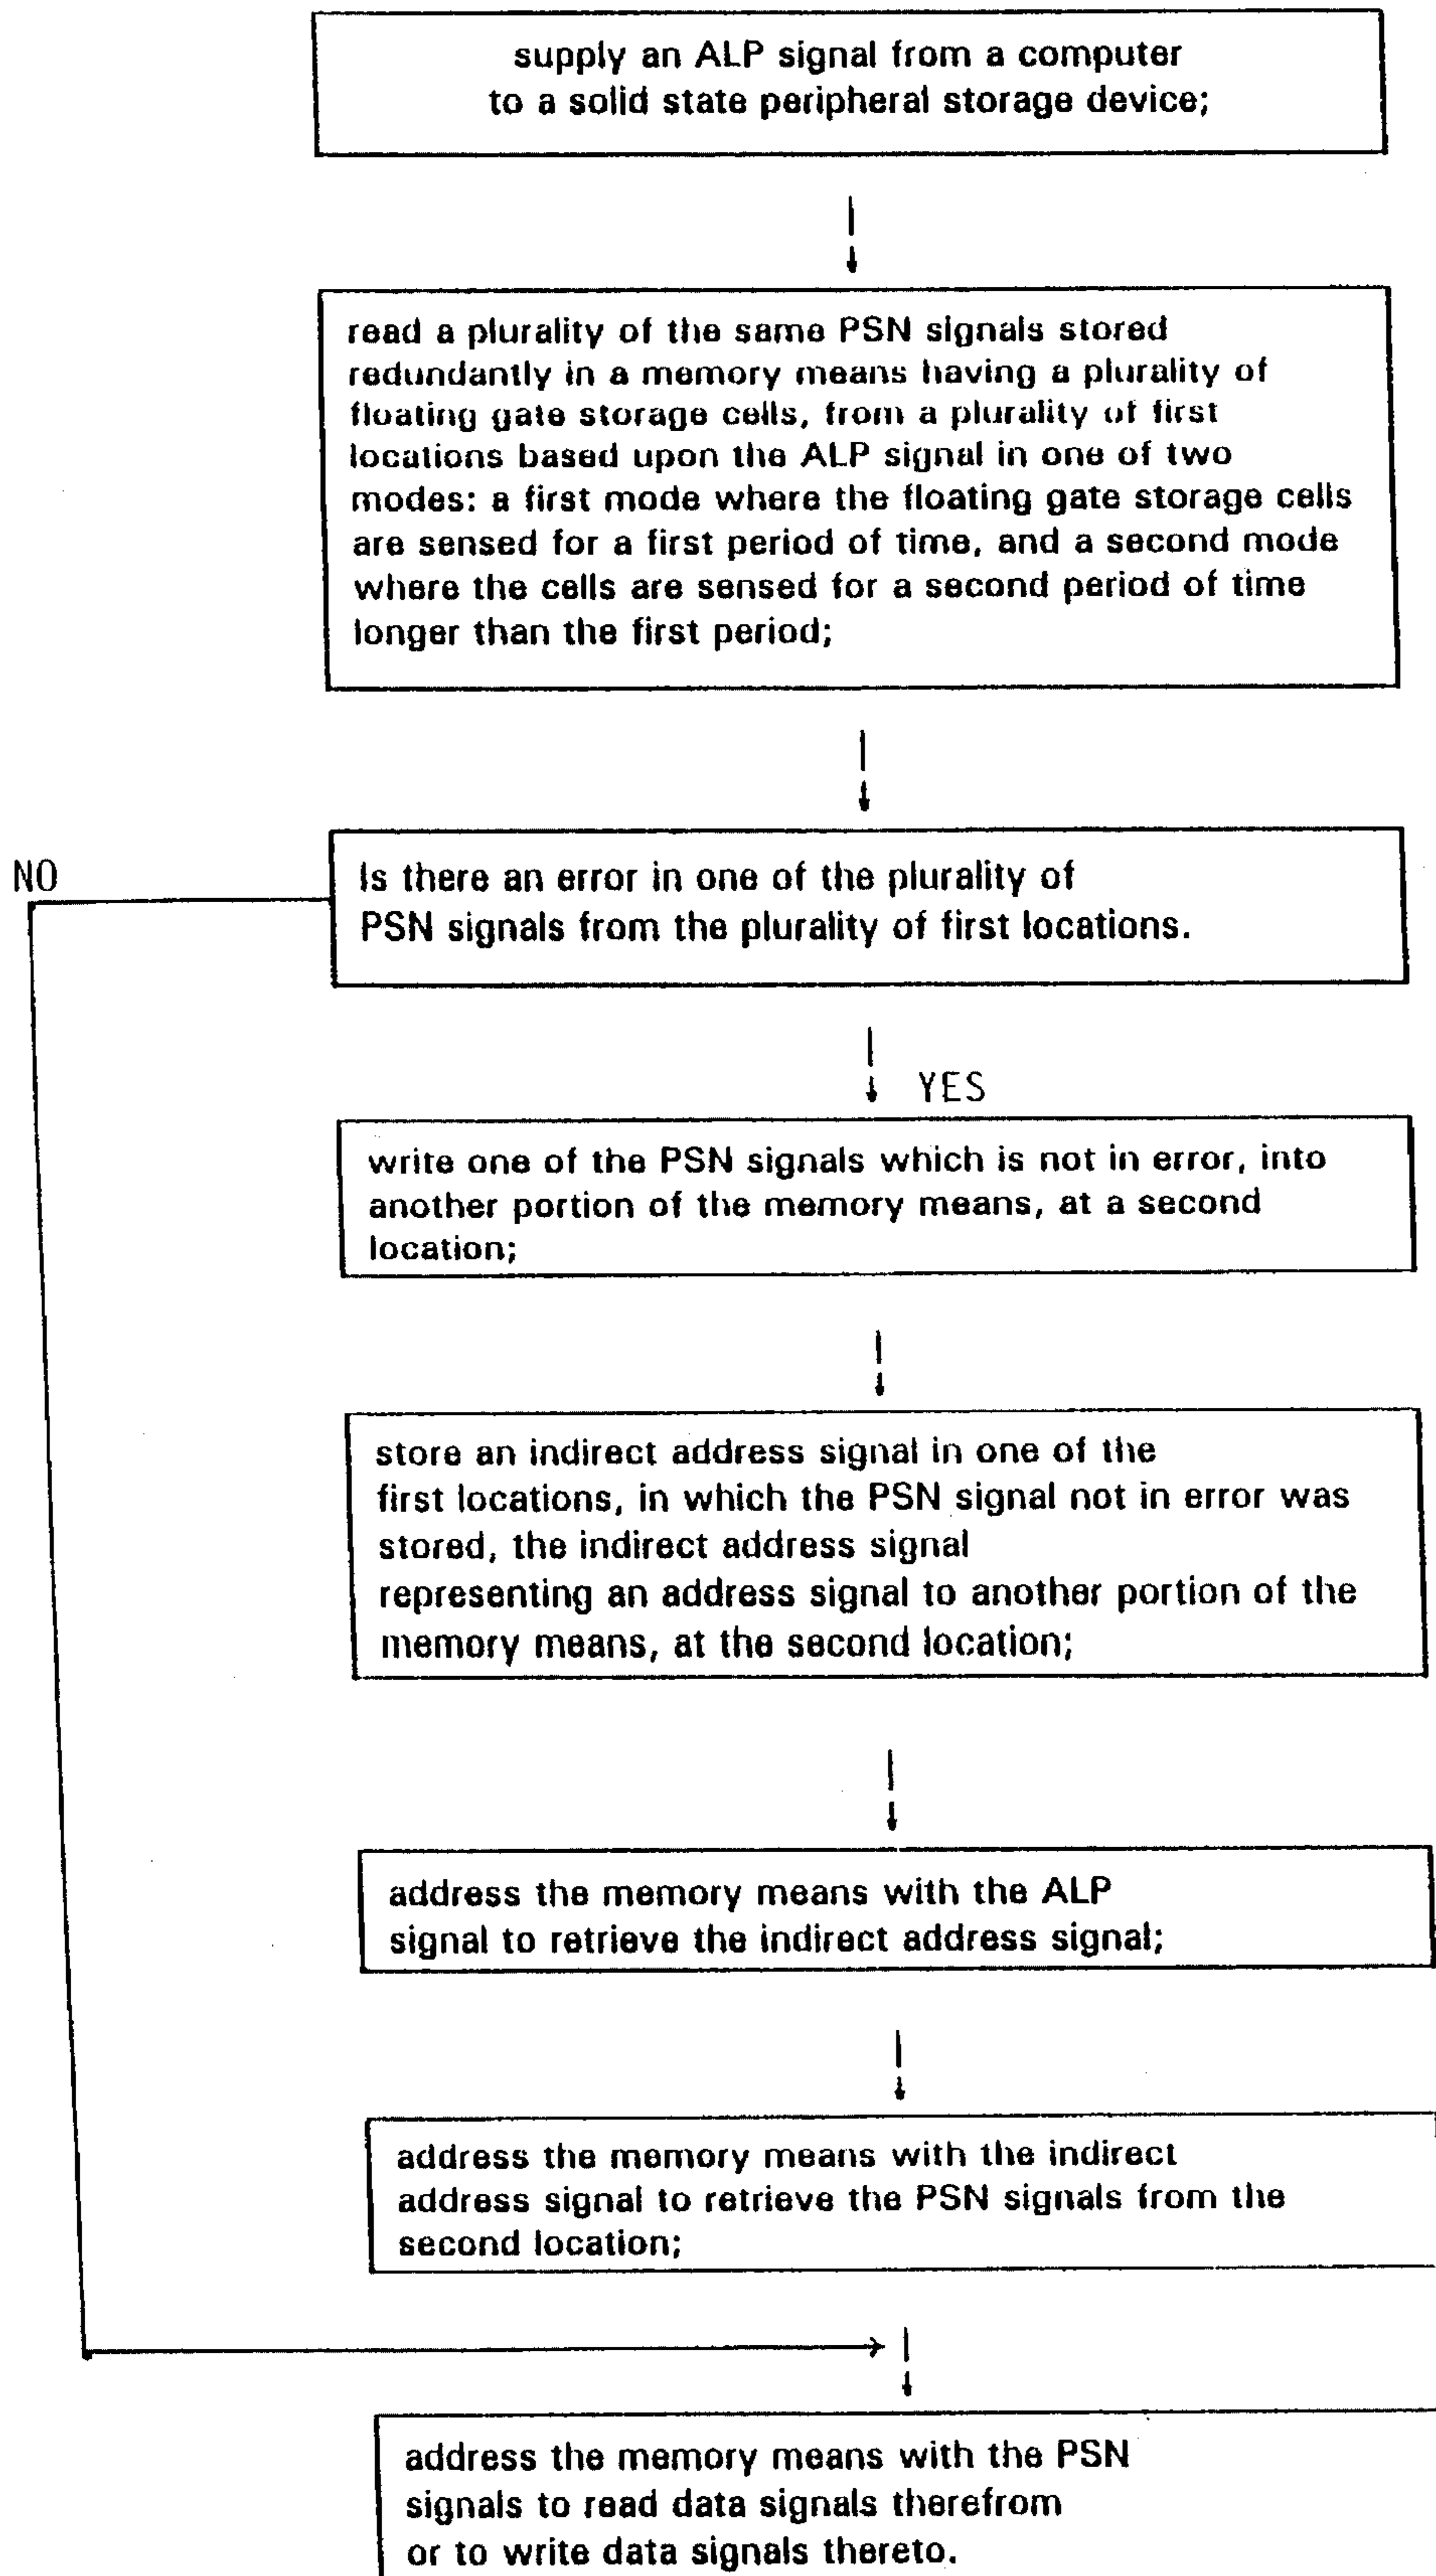 supply an ALP signal from a computer
to a solid state peripheral storage device;
read a plurality of the same PSN signals stored
redundantly in a memory means having a plurality of
floating gate storage cells, from a plurality of first
locations based upon the ALP signal in one of two
modes: a first mode where the floating gate storage cells
are sensed for a first period of time, and a second mode
where the cells are sensed for a second period of time
longer than the first period;
NO
Is there an error in one of the plurality of
PSN signals from the plurality of first locations.
YES
write one of the PSN signals which is not in error, into
another portion of the memory means, at a second
location;
store an indirect address signal in one of the
first locations, in which the PSN signal not in error was
stored, the indirect address signal
representing an address signal to another portion of the
memory means, at the second location;
address the memory means with the ALP
signal to retrieve the indirect address signal;
address the memory means with the indirect
address signal to retrieve the PSN signals from the
second location;
address the memory means with the PSN
signals to read data signals therefrom
or to write data signals thereto.